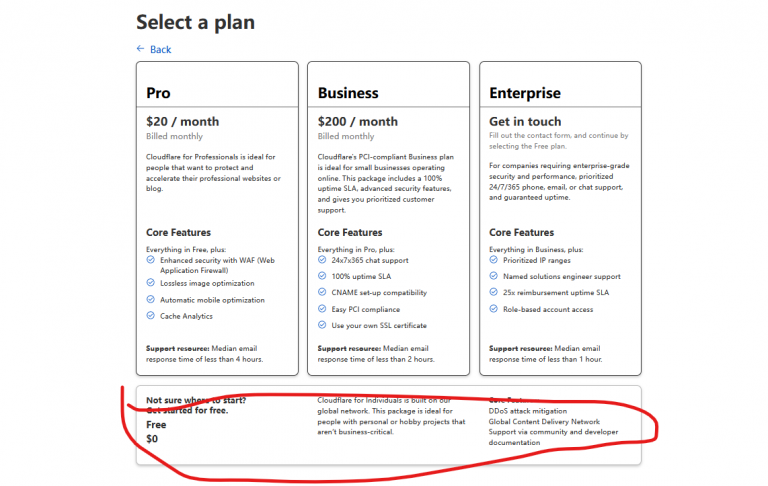 Select a plan
← Back
Pro
$20 / month
Billed monthly
Cloudflare for Professionals is ideal for
people that want to protect and
accelerate their professional websites or
blog.
Core Features
Everything in Free, plus:
Enhanced security with WAF (Web
Application Firewall)
Lossless image optimization
Automatic mobile optimization
Cache Analytics
Support resource: Median email
response time of less than 4 hours.
Business
$200 / month
Billed monthly
Cloudflare's PCI-compliant Business plan
is ideal for small businesses operating
online. This package includes a 100%
uptime SLA, advanced security features,
and gives you prioritized customer
support.
Core Features
Everything in Pro, plus:
24x7x365 chat support
100% uptime SLA
CNAME set-up compatibility
Easy PCI compliance
Use your own SSL certificate
Support resource: Median email
response time of less than 2 hours.
Enterprise
Get in touch
Fill out the contact form, and continue by
selecting the Free plan.
For companies requiring enterprise-grade
security and performance, prioritized
24/7/365 phone, email, or chat support,
and guaranteed uptime.
Core Features
Everything in Business, plus:
Prioritized IP ranges
Named solutions engineer support
25x reimbursement uptime SLA
Role-based account access
Support resource: Median email
response time of less than 1 hour.
Not sure where to start?
Get started for free.
Free
$0
Cloudflare for Individuals is built on our
global network. This package is ideal for
people with personal or hobby projects that
aren't business-critical.
Core
DDoS attack mitigation
Global Content Delivery Network
Support via community and developer
documentation